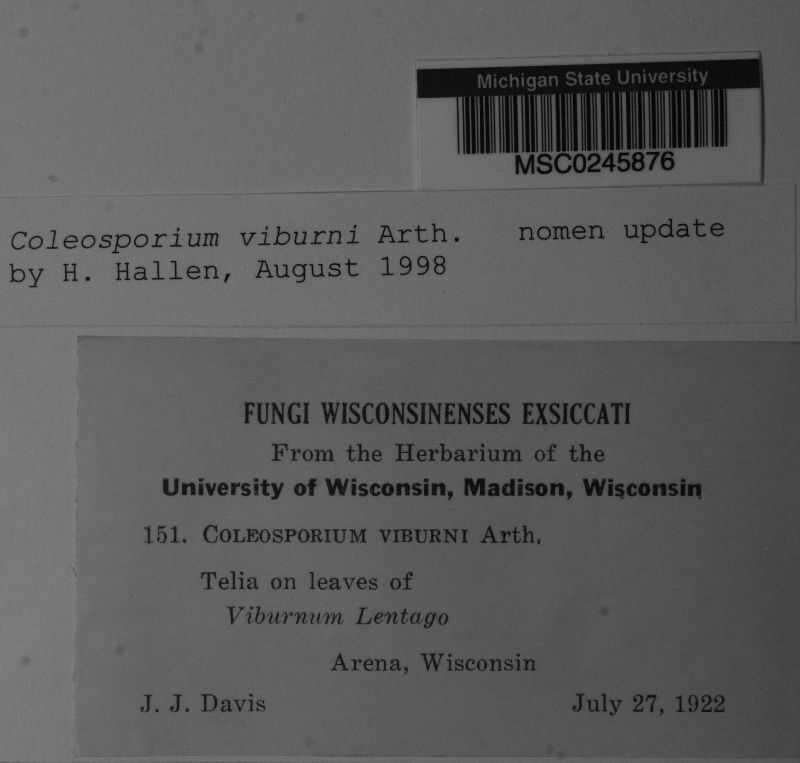 Michigan State University
MSC0245876
Coleosporium viburni Arth. nomen update
by H. Hallen, August 1998
FUNGI WISCONSINENSES EXSICCATI
From the Herbarium of the
University of Wisconsin, Madison, Wisconsin
151. COLEOSPORIUM VIBURNI Arth.
Telia on leaves of
Viburnum Lentago
Arena, Wisconsin
J. J. Davis July 27, 1922